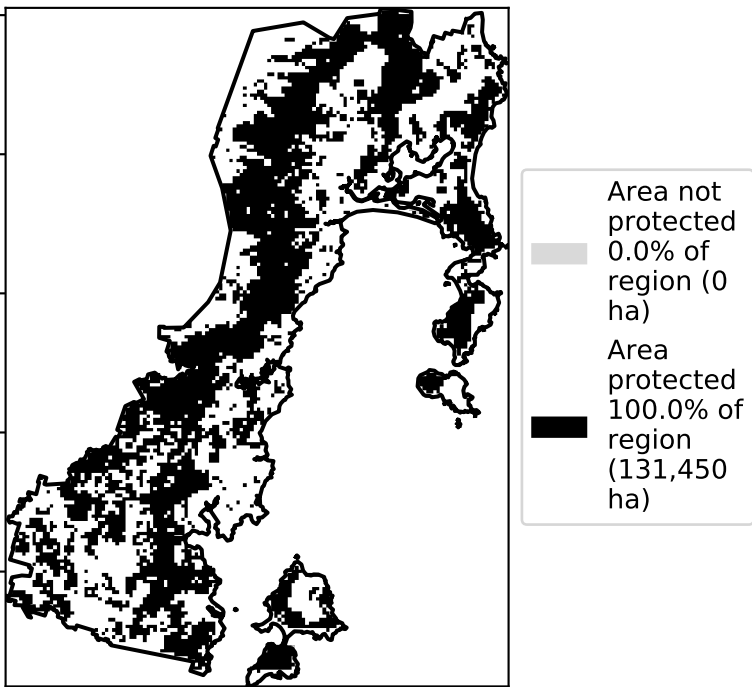 Area not
protected
0.0% of
region (0
ha)
Area
protected
100.0% of
region
(131,450
ha)